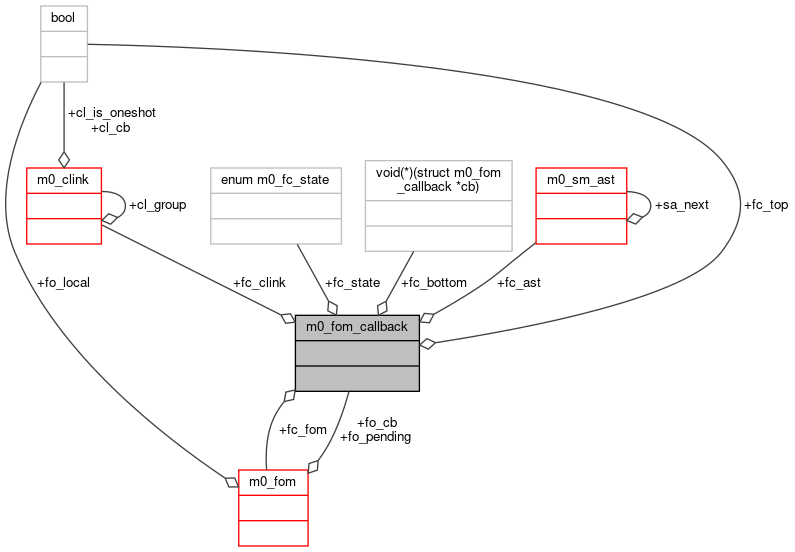 bool
+cl_is_oneshot
+cl_cb
m0_clink
+cl_group
enum m0_fc_state
void(*)(struct m0_fom
_callback *cb)
m0_sm_ast
+sa_next
+fc_top
+fo_local
+fc_clink
+fc_state
+fc_bottom
+fc_ast
m0_fom_callback
+fc_fom
+fo_cb
+fo_pending
m0_fom